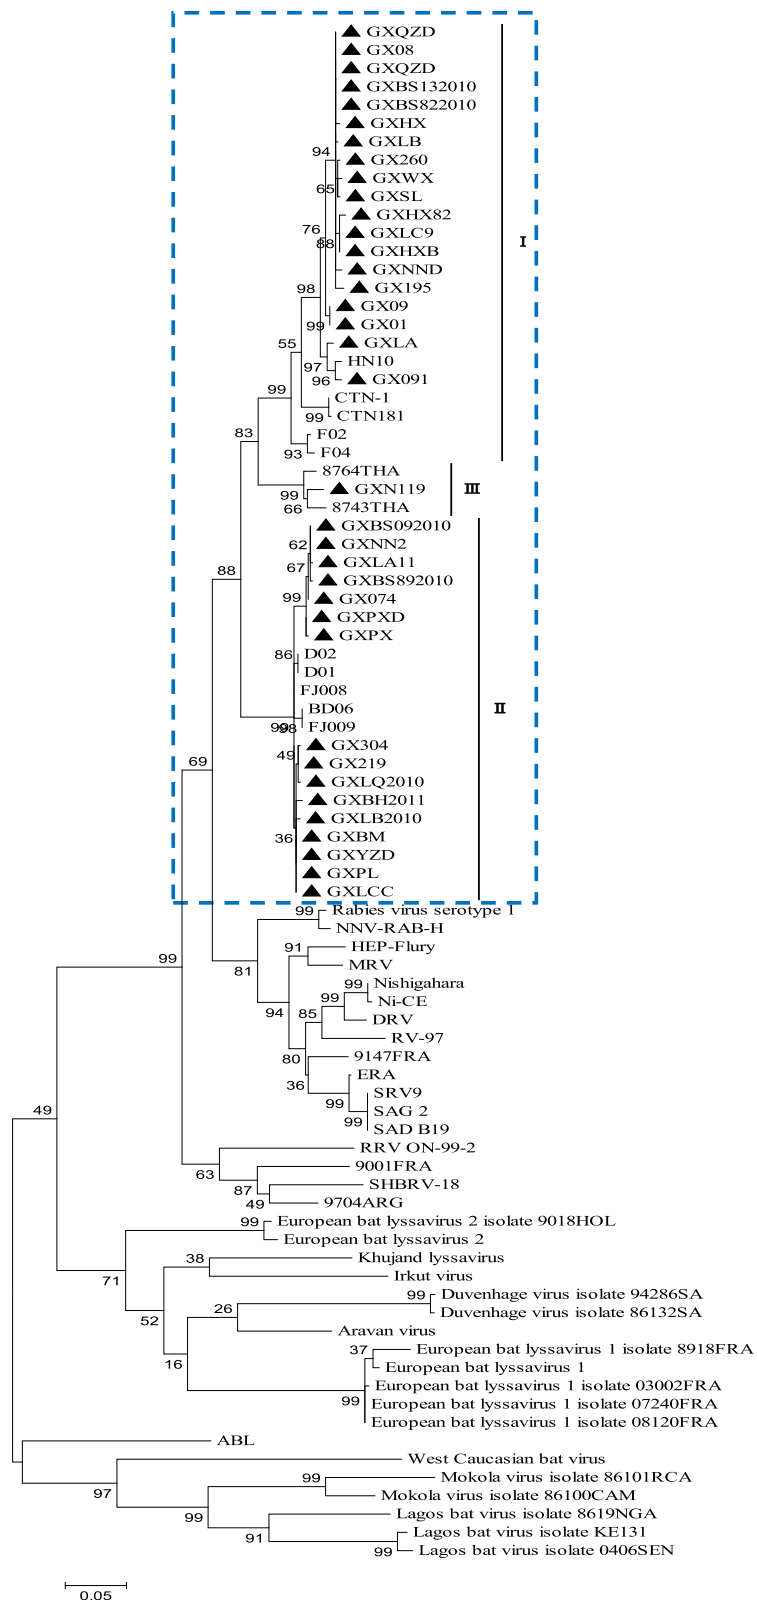 GXQZD
GX08
GXQZD
GXBS132010
GXBS822010
GXHX
94
GXLB
GX260
GXWX
65
GXSL
GXHX82
76
GXLC9
88
I
GXHXB
GXNND
98
GX195
GX09
99
GX01
55
GXLA
97
HN10
96
GX091
99
CTN-1
99
CTN181
83
F02
93
F04
8764THA
99
GXN119
III
66
8743THA
GXBS092010
62
GXNN2
67
GXLA11
88
GXBS892010
99
GX074
GXPXD
GXPX
86
D02
D01
FJ008
BD06
II
99
98
FJ009
49
GX304
69
GX219
GXLQ2010
GXBH2011
GXLB2010
36
GXBM
GXYZD
GXPL
GXLCC
99
Rabies virus serotype 1
NNV-RAB-H
91
HEP-Flury
99
81
MRV
99
Nishigahara
99
Ni-CE
94
85
DRV
RV-97
80
9147FRA
36
ERA
99
SRV9
SAG 2
99
SAD B19
49
RRV ON-99-2
63
9001FRA
87
SHBRV-18
49
9704ARG
99
European bat lyssavirus 2 isolate 9018HOL
European bat lyssavirus 2
38
Khujand lyssavirus
71
Irkut virus
99
Duvenhage virus isolate 94286SA
52
26
Duvenhage virus isolate 86132SA
Aravan virus
16
37
European bat lyssavirus 1 isolate 8918FRA
European bat lyssavirus 1
European bat lyssavirus 1 isolate 03002FRA
99
European bat lyssavirus 1 isolate 07240FRA
European bat lyssavirus 1 isolate 08120FRA
ABL
West Caucasian bat virus
97
99
Mokola virus isolate 86101RCA
Mokola virus isolate 86100CAM
99
Lagos bat virus isolate 8619NGA
91
Lagos bat virus isolate KE131
99
Lagos bat virus isolate 0406SEN
0.05